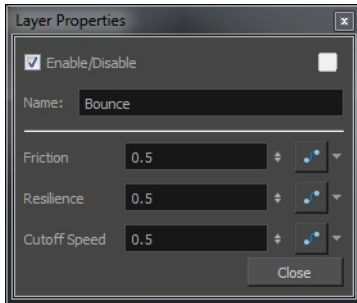 Layer Properties
Enable/Disable
Name: Bounce
Friction 0.5
Resilience 0.5
Cutoff Speed 0.5
Close